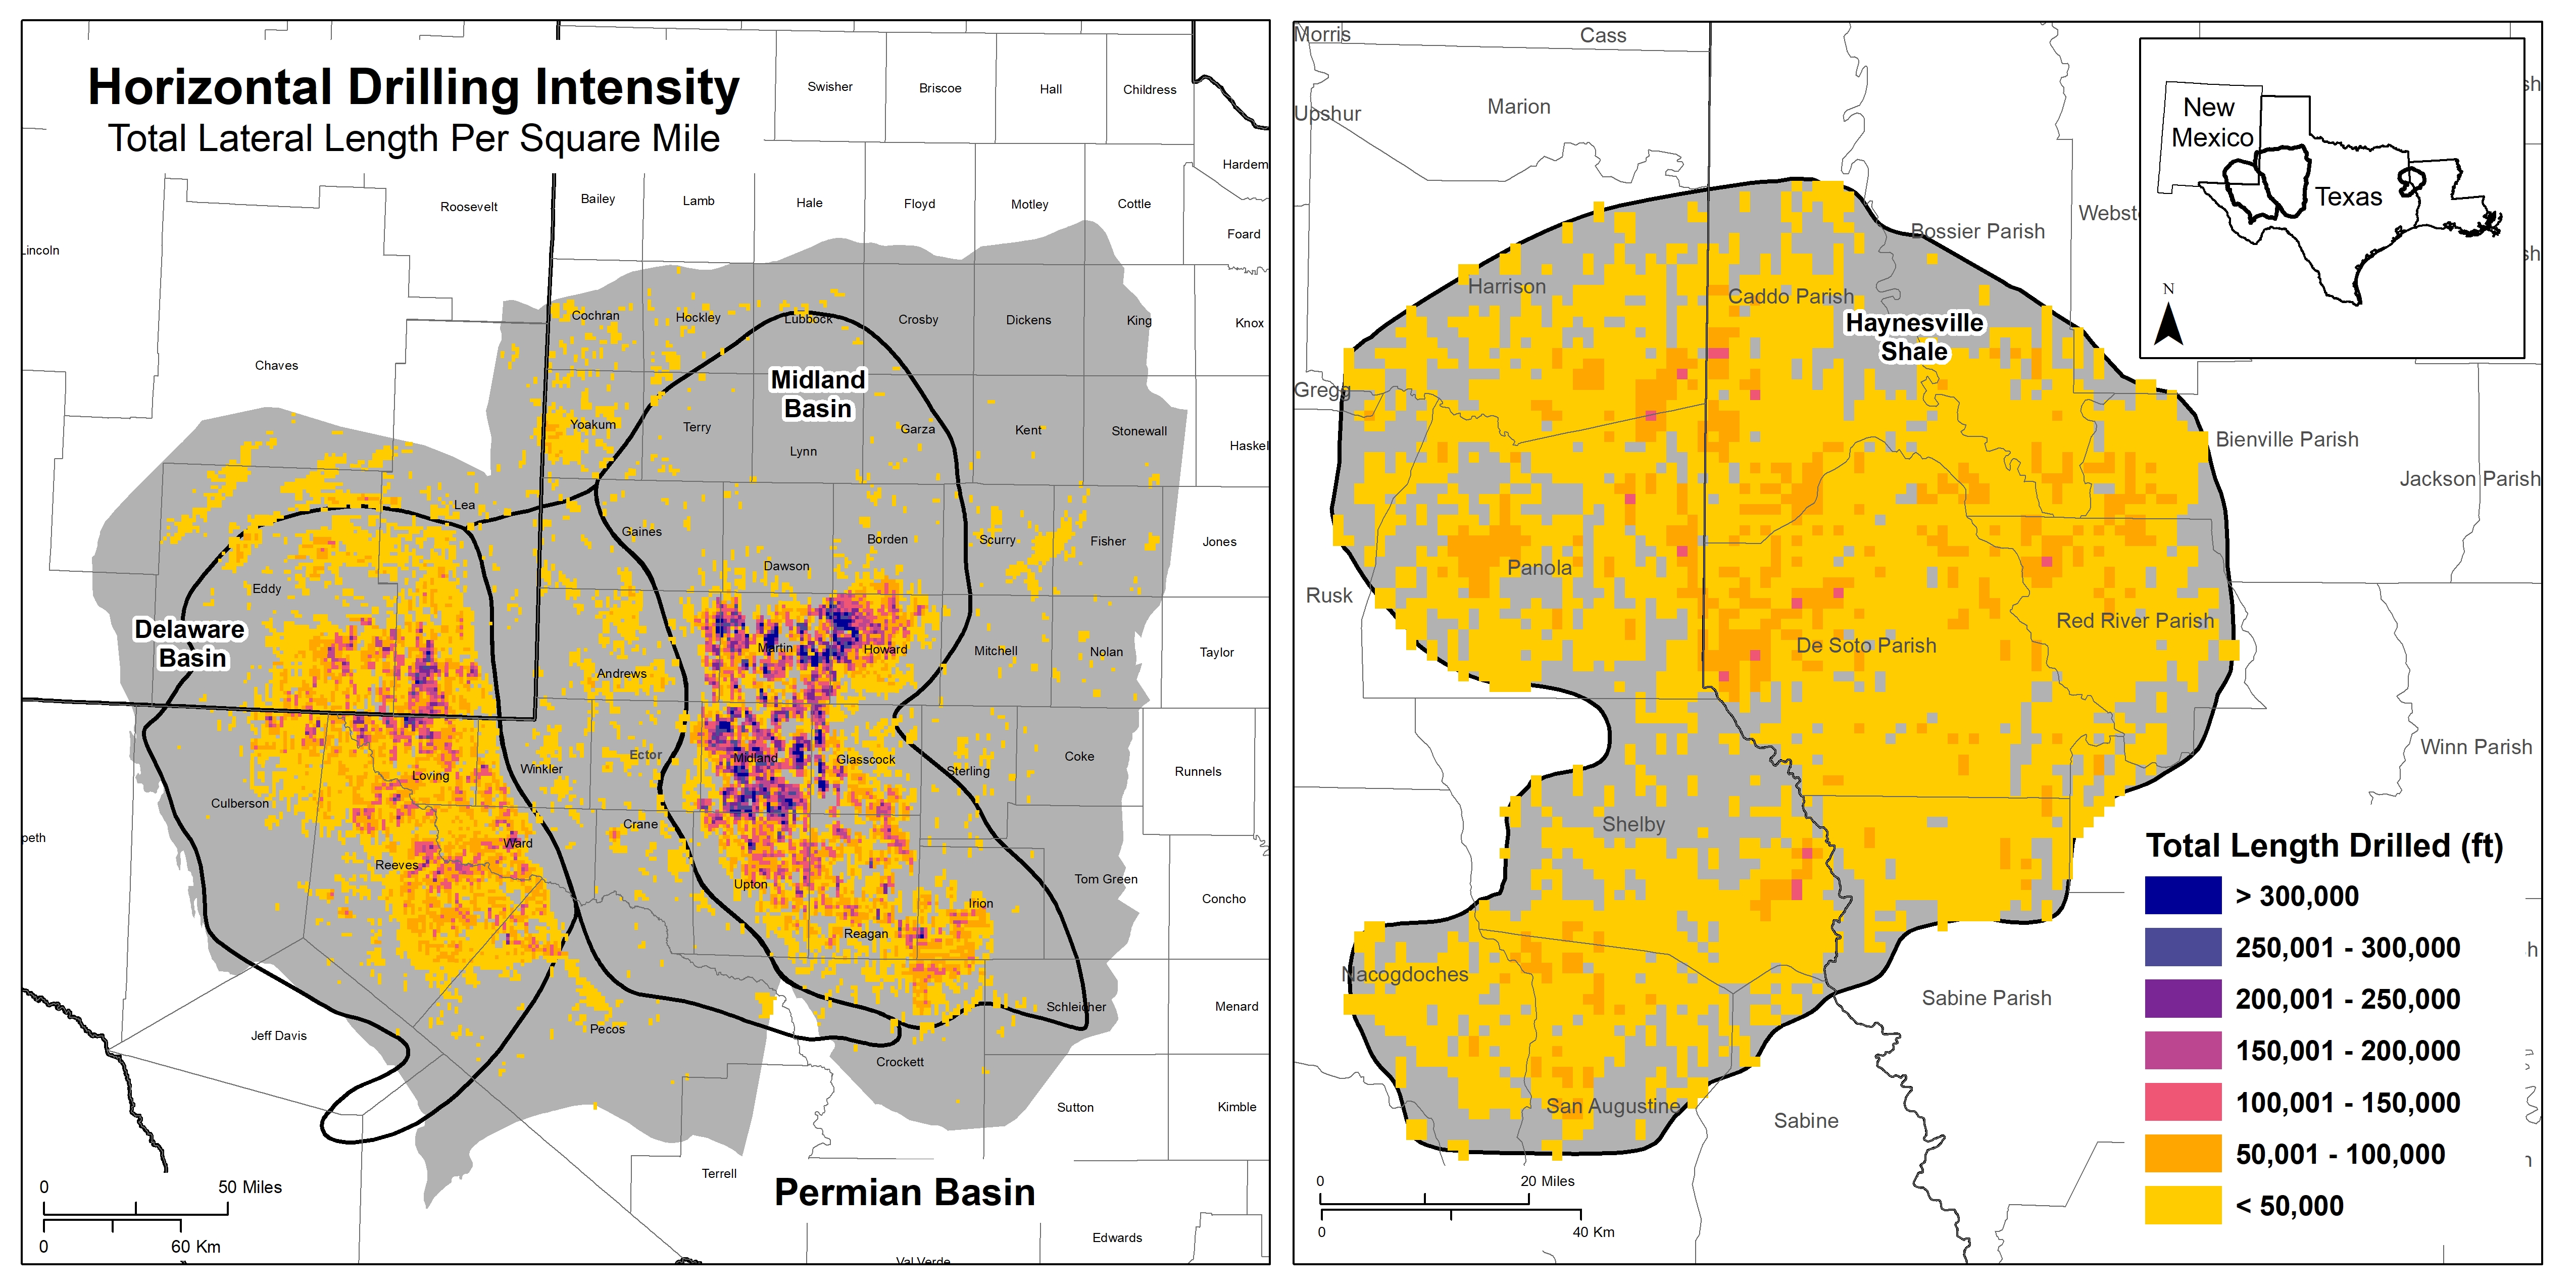 Horizontal Drilling Intensity
Total Lateral Length Per Square Mile
Swisher
Briscoe
Hall
Childress
Hardem
Roosevelt
Bailey
Lamb
Hale
Floyd
Motley
Cottle
Foard
Lincoln
Cochran
Hockley
Lubbock
Crosby
Dickens
King
Knox
Chaves
Midland
Basin
Yoakum
Terry
Lynn
Garza
Kent
Stonewall
Haskel
Lea
Gaines
Dawson
Borden
Scurry
Fisher
Jones
Eddy
Delaware
Basin
Andrews
Martin
Howard
Mitchell
Nolan
Taylor
Ector
Midland
Glasscock
Sterling
Coke
Runnels
Winkler
Loving
Culberson
peth
Crane
Ward
Reeves
Upton
Tom Green
Concho
Irion
Reagan
Schleicher
Menard
Jeff Davis
Pecos
Crockett
Sutton
Kimble
Terrell
Permian Basin
Edwards
Val Verde
0 50 Miles
0 60 Km
Morris
Cass
Upshur
Marion
Harrison
Caddo Parish
Bossier Parish
Webst
Haynesville
Shale
Gregg
Bienville Parish
Jackson Parish
Panola
Rusk
De Soto Parish
Red River Parish
Winn Parish
Shelby
Nacogdoches
Sabine Parish
San Augustine
Sabine
0 20 Miles
0 40 Km
New
Mexico
Texas
N
sh
sh
h
Total Length Drilled (ft)
> 300,000
250,001 - 300,000
200,001 - 250,000
150,001 - 200,000
100,001 - 150,000
50,001 - 100,000
< 50,000